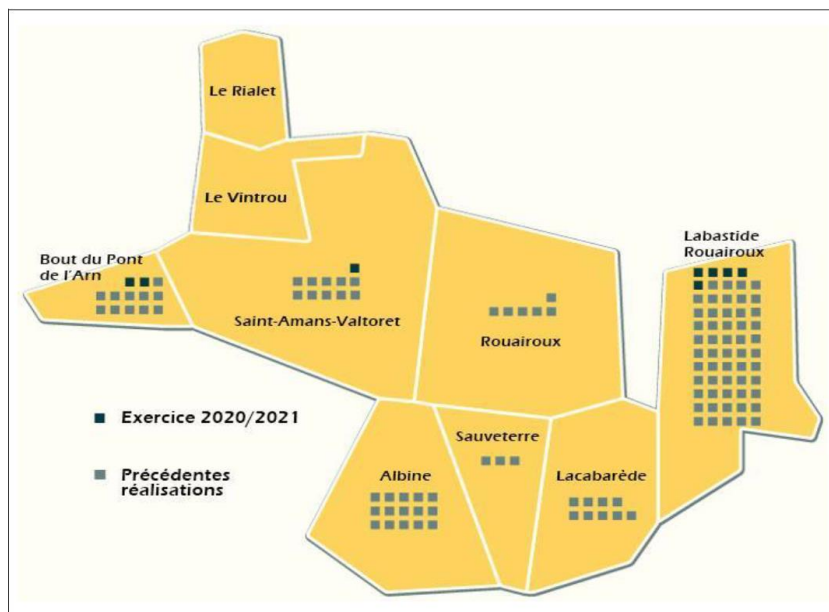 Le Rialet
Le Vintrou
Bout du Pont
de l'Arn
Labastide
Rouairoux
Saint-Amans-Valtoret
Rouairoux
Exercice 2020/2021
Précédentes
réalisations
Sauveterre
Albine
Lacabarède